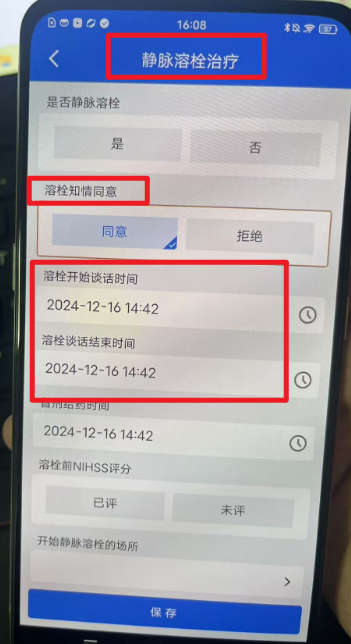 16:08
57
静脉溶栓治疗
是否静脉溶栓
是 否
溶栓知情同意
同意 拒绝
溶栓开始谈话时间
2024-12-16 14:42
溶栓谈话结束时间
2024-12-16 14:42
首剂给药时间
2024-12-16 14:42
溶栓前NIHSS评分
已评 未评
开始静脉溶栓的场所
保存